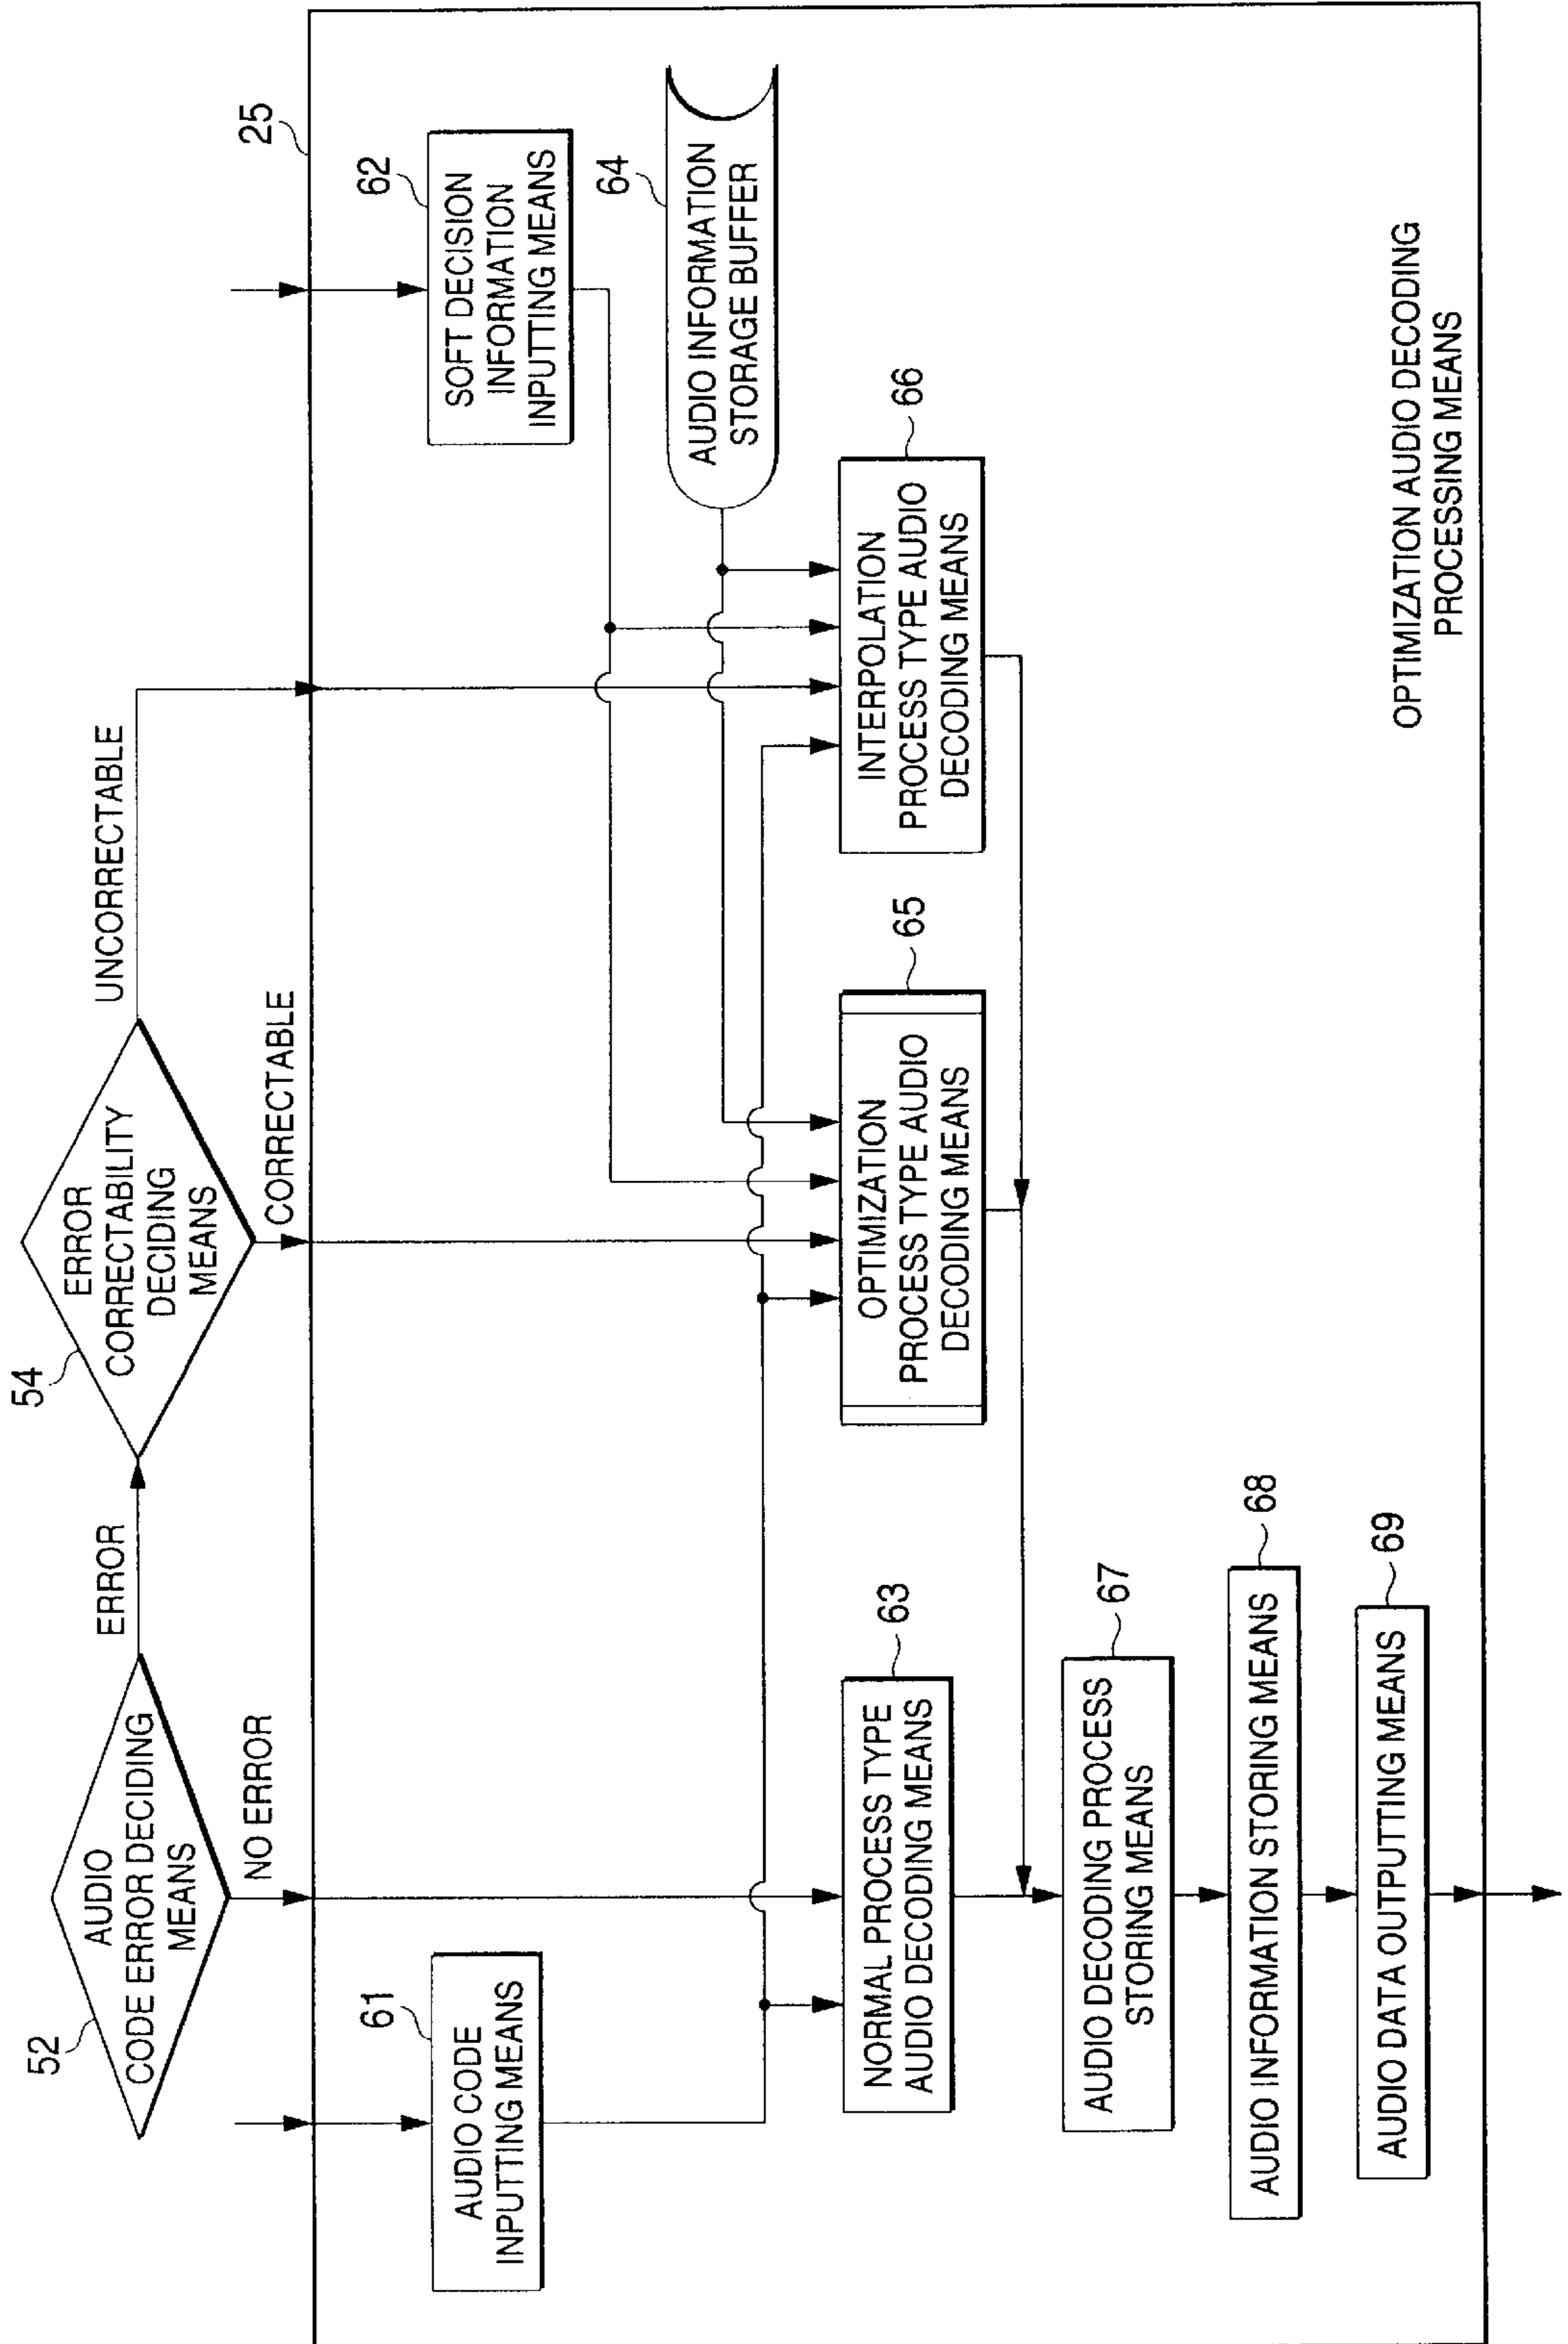 52
AUDIO
CODE ERROR DECIDING
MEANS
ERROR
NO ERROR
54
ERROR
CORRECTABILITY
DECIDING
MEANS
UNCORRECTABLE
CORRECTABLE
25
61
AUDIO CODE
INPUTTING MEANS
62
SOFT DECISION
INFORMATION
INPUTTING MEANS
64
AUDIO INFORMATION
STORAGE BUFFER
63
NORMAL PROCESS TYPE
AUDIO DECODING MEANS
65
OPTIMIZATION
PROCESS TYPE AUDIO
DECODING MEANS
66
INTERPOLATION
PROCESS TYPE AUDIO
DECODING MEANS
67
AUDIO DECODING PROCESS
STORING MEANS
68
AUDIO INFORMATION STORING MEANS
69
AUDIO DATA OUTPUTTING MEANS
OPTIMIZATION AUDIO DECODING
PROCESSING MEANS